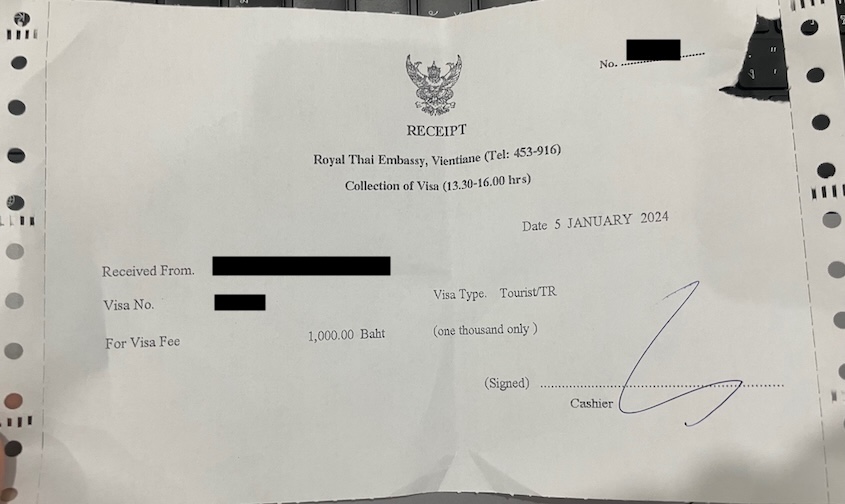 No. ....................
RECEIPT
Royal Thai Embassy, Vientiane (Tel: 453-916)
Collection of Visa (13.30-16.00 hrs)
Date 5 JANUARY 2024
Received From.
Visa No.
Visa Type. Tourist/TR
For Visa Fee 1,000.00 Baht (one thousand only )
(Signed) ............................................................
Cashier